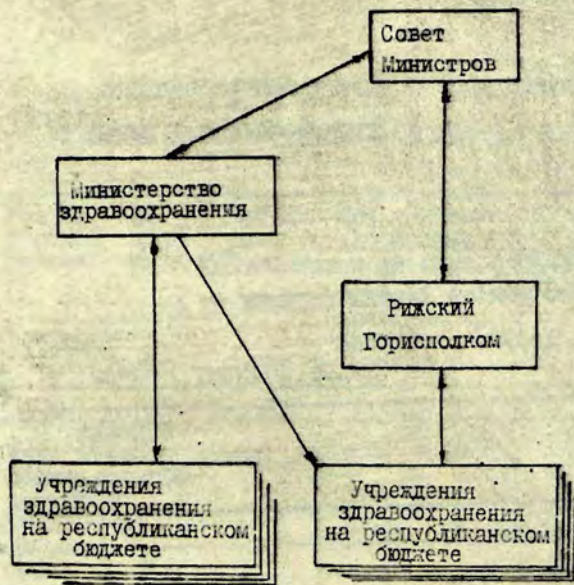 Совет
Министров
Министерство
здравоохранения
Рижский
Горисполком
Учреждения
здравоохранения
на республиканском
бюджете
Учреждения
здравоохранения
на республиканском
бюджете